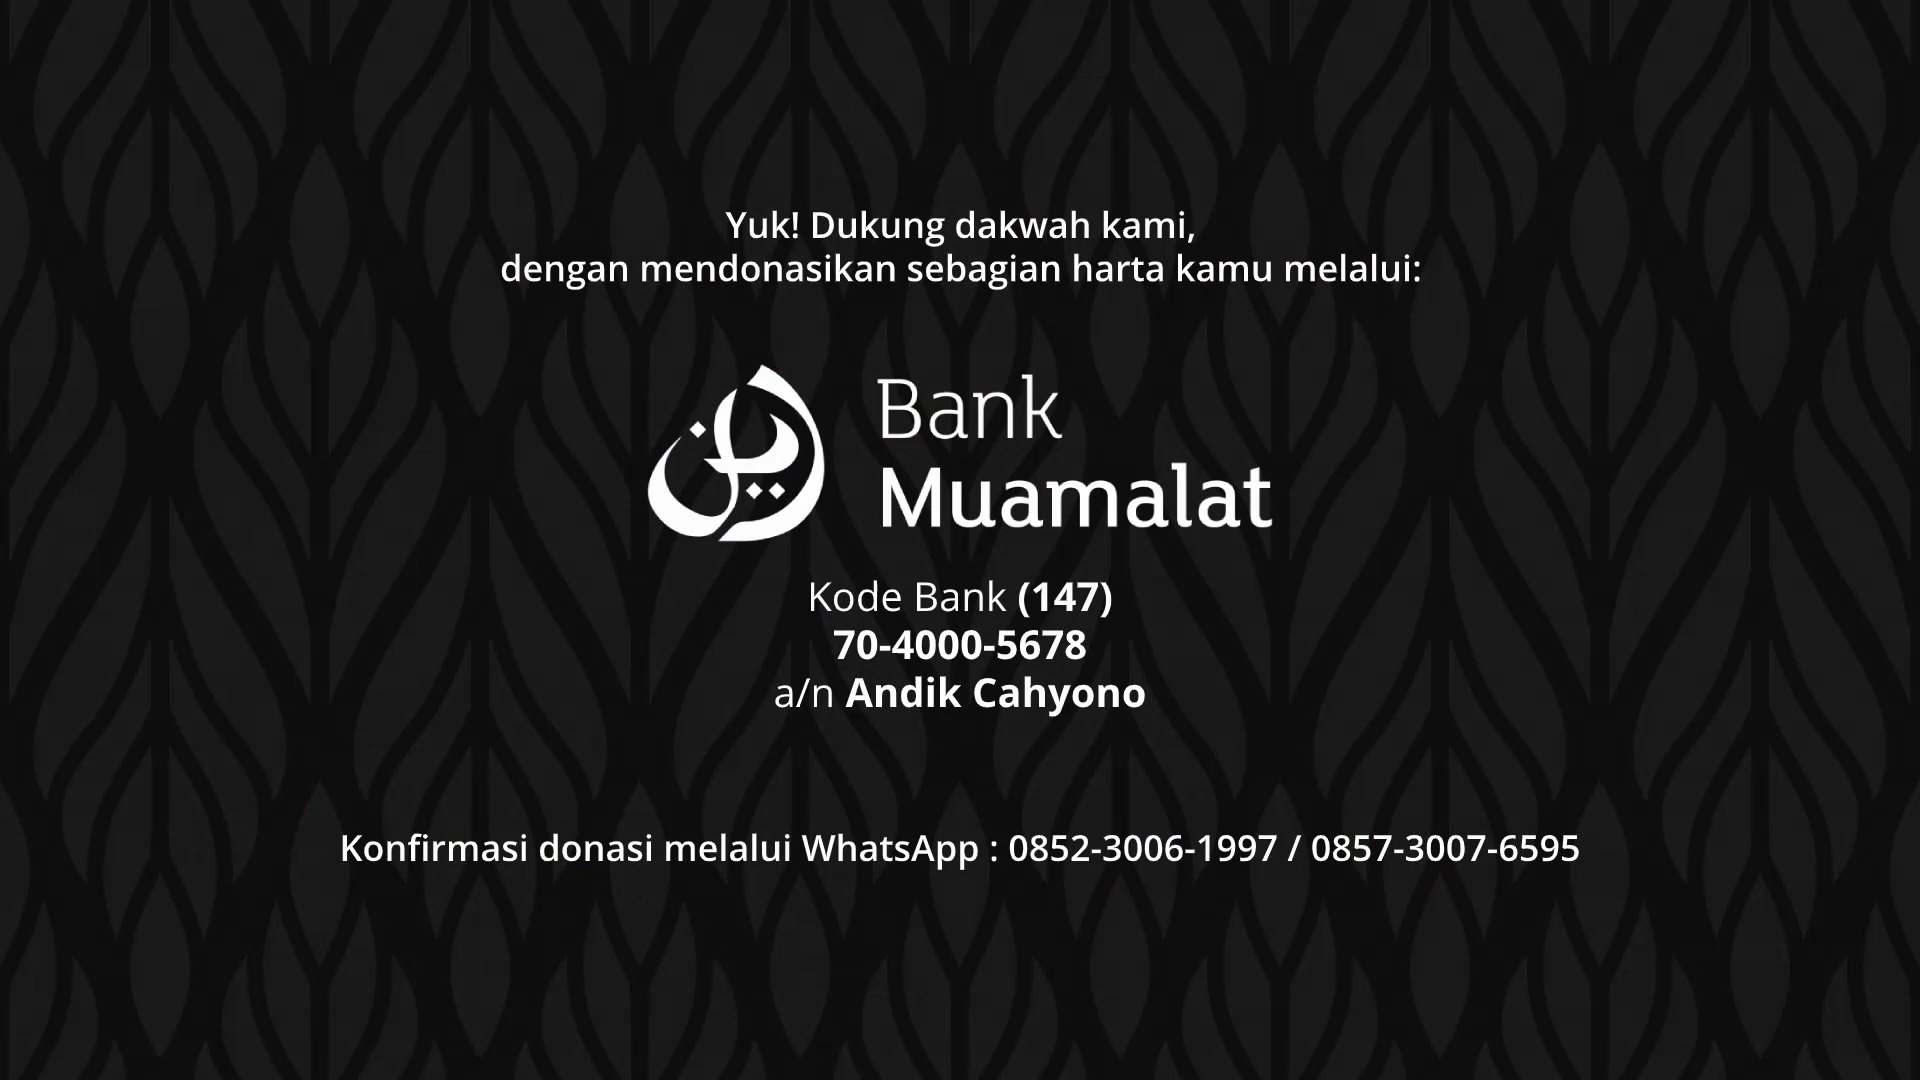 Yuk! Dukung dakwah kami,
dengan mendonasikan sebagian harta kamu melalui:
Bank
Muamalat
Kode Bank (147)
70-4000-5678
a/n Andik Cahyono
Konfirmasi donasi melalui WhatsApp : 0852-3006-1997 / 0857-3007-6595